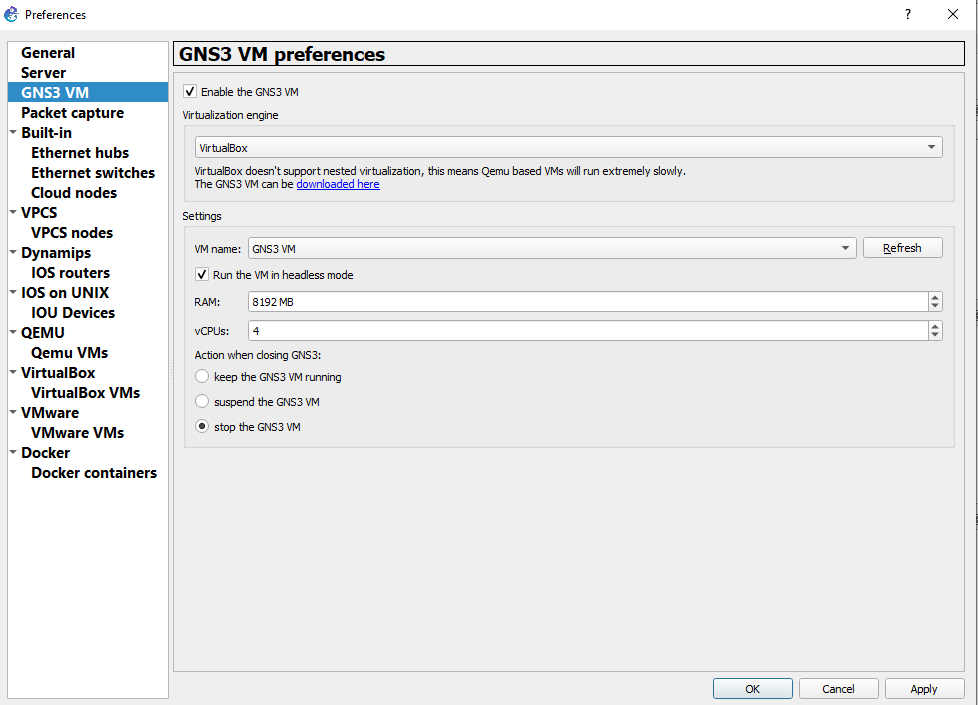 Preferences
?
General
Server
GNS3 VM
Packet capture
Built-in
Ethernet hubs
Ethernet switches
Cloud nodes
VPCS
VPCS nodes
Dynamips
IOS routers
IOS on UNIX
IOU Devices
QEMU
Qemu VMs
VirtualBox
VirtualBox VMs
VMware
VMware VMs
Docker
Docker containers
GNS3 VM preferences
Enable the GNS3 VM
Virtualization engine
VirtualBox
VirtualBox doesn't support nested virtualization, this means Qemu based VMs will run extremely slowly.
The GNS3 VM can be downloaded here
Settings
VM name: GNS3 VM Refresh
Run the VM in headless mode
RAM: 8192 MB
vCPUs: 4
Action when closing GNS3:
keep the GNS3 VM running
suspend the GNS3 VM
stop the GNS3 VM
OK Cancel Apply